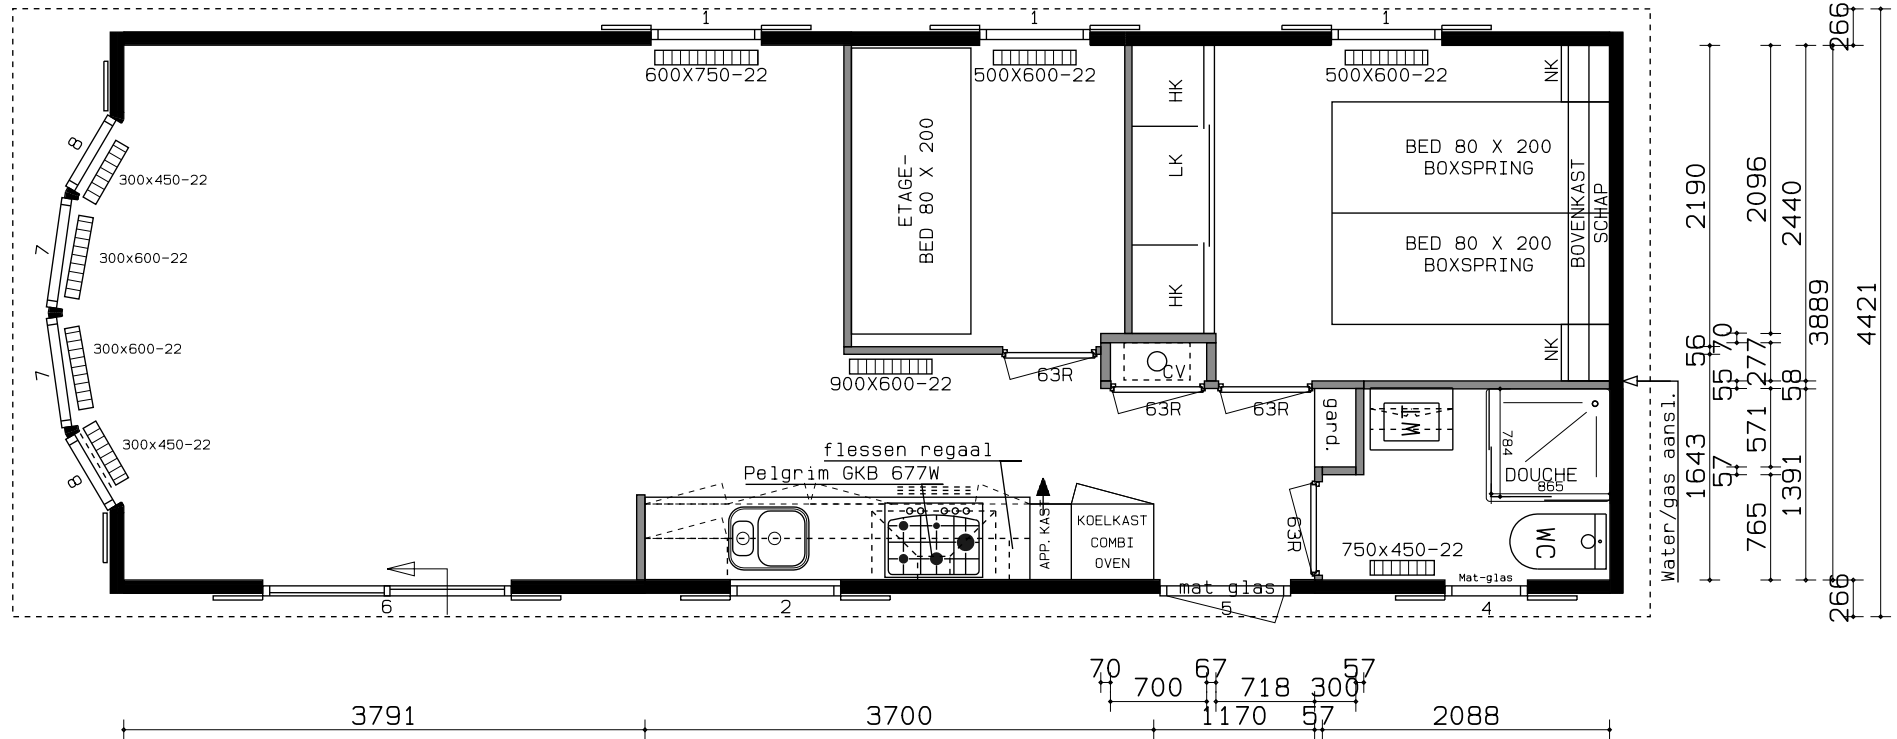 1
1
1
266
600X750-22
500X600-22
500X600-22
NK
HK
LK
HK
ETAGE-
BED 80 X 200
BED 80 X 200
BOXSPRING
BED 80 X 200
BOXSPRING
BOVENKAST
SCHAP
NK
8
300x450-22
7
300x600-22
7
300x600-22
8
300x450-22
900X600-22
63R
CV
63R
63R
gard.
WM
784
DOUCHE
865
flessen regaal
Pelgrim GKB 677W
APP. KAST
KOELKAST
COMBI
OVEN
63R
WC
750x450-22
Mat-glas
mat glas
6
2
5
4
Water/gas aansl.
2190
56
1643
70
55
57
2096
277
571
765
2440
58
1391
3889
4421
266
70
67
57
700
718
300
3791
3700
1170
57
2088